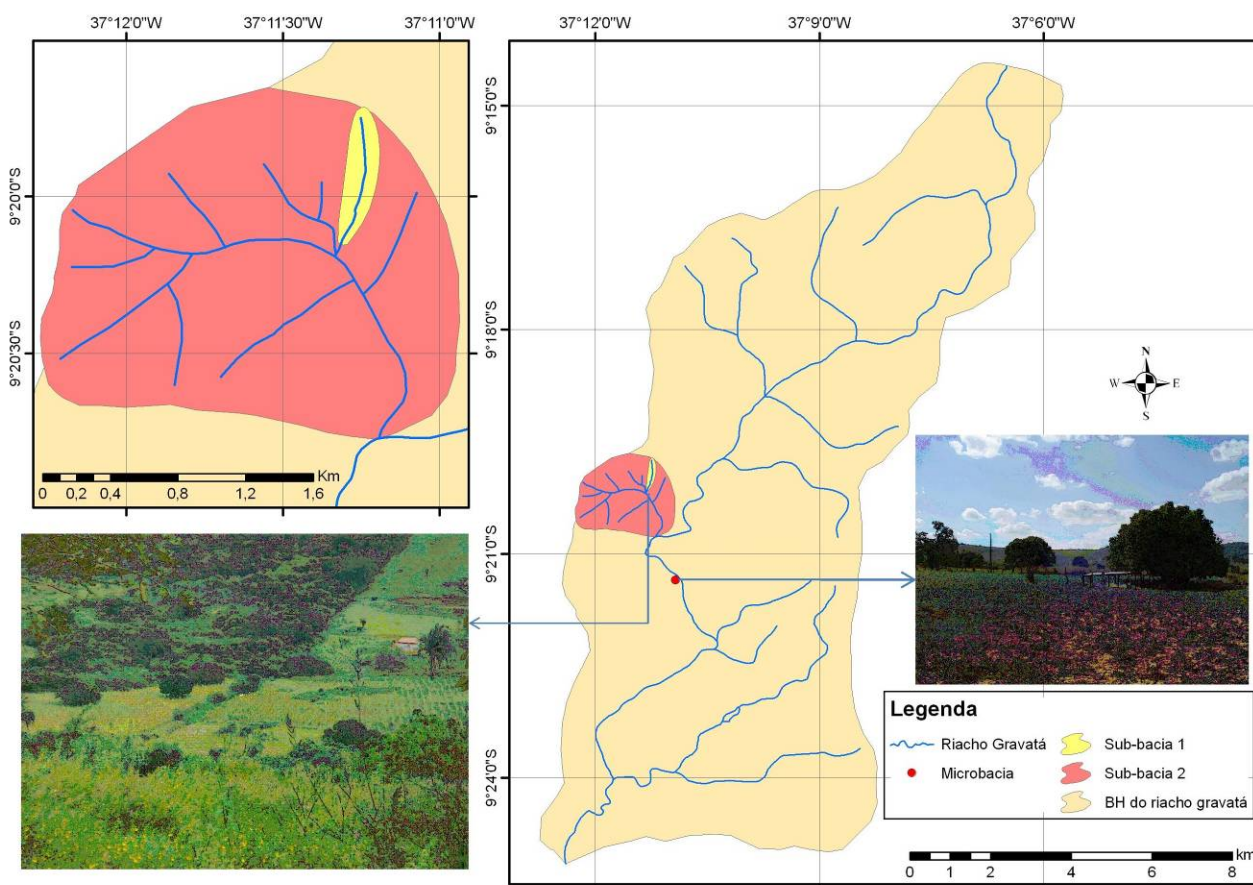 37°12'0"W 37°11'30"W 37°11'0"W
9°20'0"S
9°20'30"S
Km
0 0,2 0,4 0,8 1,2 1,6
37°12'0"W 37°9'0"W 37°6'0"W
9°15'0"S
9°18'0"S
9°21'0"S
9°24'0"S
N
W E
S
Legenda
Riacho Gravatá
Microbacia
Sub-bacia 1
Sub-bacia 2
BH do riacho gravatá
km
0 1 2 4 6 8